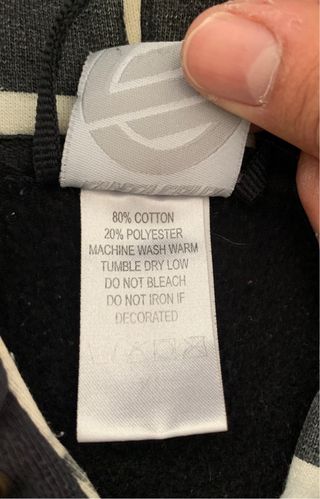 80% COTTON
20% POLYESTER
MACHINE WASH WARM
TUMBLE DRY LOW
DO NOT BLEACH
DO NOT IRON IF
DECORATED